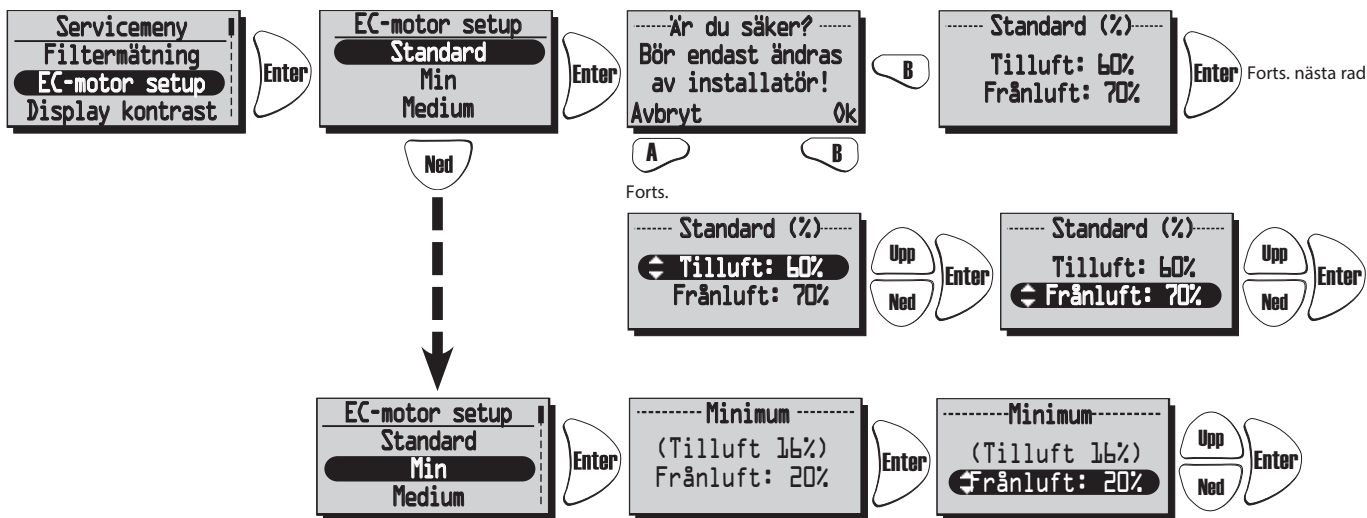 Servicemeny
Filtermätning
EC-motor setup
Display kontrast
Enter
EC-motor setup
Standard
Min
Medium
Enter
Är du säker?
Bör endast ändras
av installatör!
Avbryt Ok
B
Standard (%)
Tilluft: 60%
Frånluft: 70%
Enter
Forts. nästa rad
Ned
A
B
Forts.
Standard (%)
Tilluft: 60%
Frånluft: 70%
Upp
Ned
Enter
Standard (%)
Tilluft: 60%
Frånluft: 70%
Upp
Ned
Enter
EC-motor setup
Standard
Min
Medium
Enter
Minimum
(Tilluft 16%)
Frånluft: 20%
Enter
Minimum
(Tilluft 16%)
Frånluft: 20%
Upp
Ned
Enter